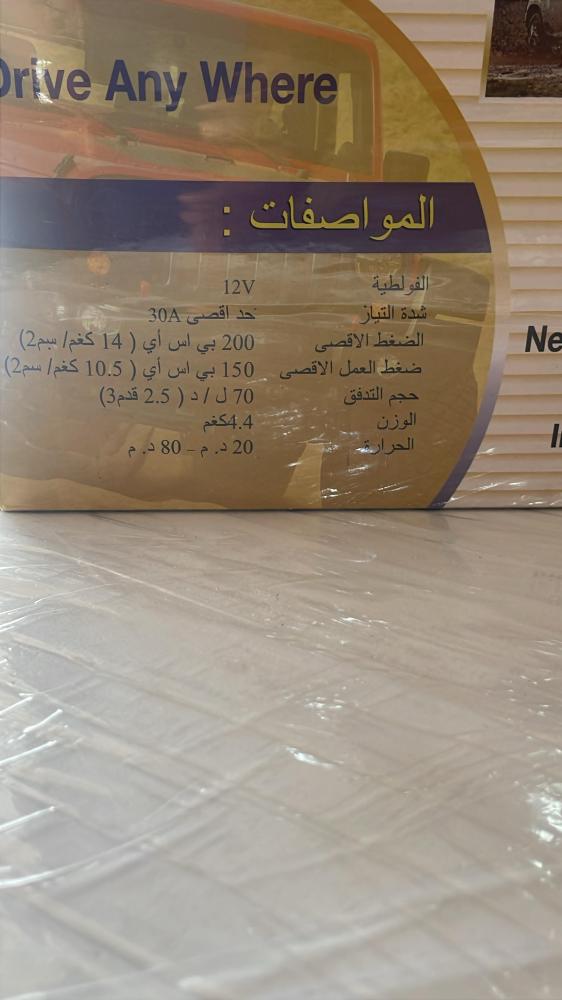 Drive Any Where
المواصفات :
الفولطية 12V
شدة التياز حد اقصى 30A
الضغط الاقصى 200 بي اس أي ( 14 كغم/ سم2)
ضغط العمل الاقصى 150 بي اس أي ( 10.5 كغم/ سم2)
حجم التدفق 70 ل / د ( 2.5 قدم3)
الوزن 4.4كغم
الحرارة 20 د. م – 80 د. م
Ne